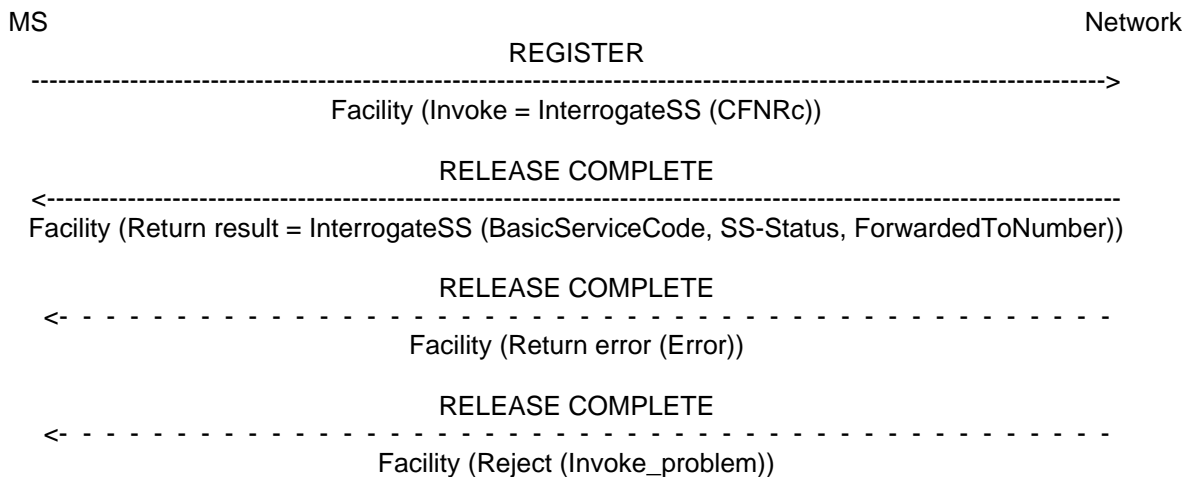 MS Network
REGISTER
------------------------------------------------------------------------------------------------------------------------>
Facility (Invoke = InterrogateSS (CFNRc))
RELEASE COMPLETE
<------------------------------------------------------------------------------------------------------------------------
Facility (Return result = InterrogateSS (BasicServiceCode, SS-Status, ForwardedToNumber))
RELEASE COMPLETE
<- - - - - - - - - - - - - - - - - - - - - - - - - - - - - - - - - - - - - - - - - - - - -
Facility (Return error (Error))
RELEASE COMPLETE
<- - - - - - - - - - - - - - - - - - - - - - - - - - - - - - - - - - - - - - - - - - - - -
Facility (Reject (Invoke_problem))